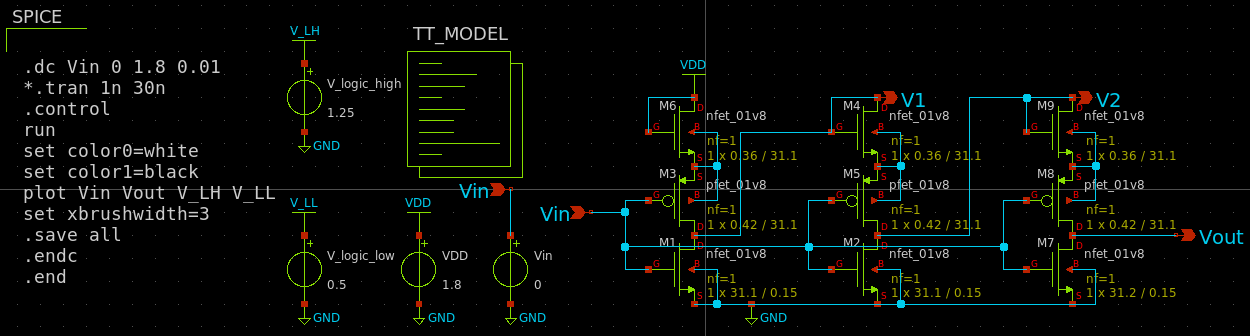 SPICE
.dc Vin 0 1.8 0.01
*.tran 1n 30n
.control
run
set color0=white
set color1=black
plot Vin Vout V_LH V_LL
set xbrushwidth=3
.save all
.endc
.end
V_LH
+
V_logic_high
1.25
GND
TT_MODEL
V_LL
+
V_logic_low
0.5
GND
VDD
+
VDD
1.8
GND
Vin
+
Vin
0
GND
Vin
VDD
M6
D
G
B
S
nfet_01v8
nf=1
1 x 0.36 / 31.1
M3
S
G
B
D
pfet_01v8
nf=1
1 x 0.42 / 31.1
M1
D
G
B
S
nfet_01v8
nf=1
1 x 31.1 / 0.15
GND
V1
M4
D
G
B
S
nfet_01v8
nf=1
1 x 0.36 / 31.1
M5
S
G
B
D
pfet_01v8
nf=1
1 x 0.42 / 31.1
M2
D
G
B
S
nfet_01v8
nf=1
1 x 31.1 / 0.15
V2
M9
D
G
B
S
nfet_01v8
nf=1
1 x 0.36 / 31.1
M8
S
G
B
D
pfet_01v8
nf=1
1 x 0.42 / 31.1
Vout
M7
D
G
B
S
nfet_01v8
nf=1
1 x 31.2 / 0.15